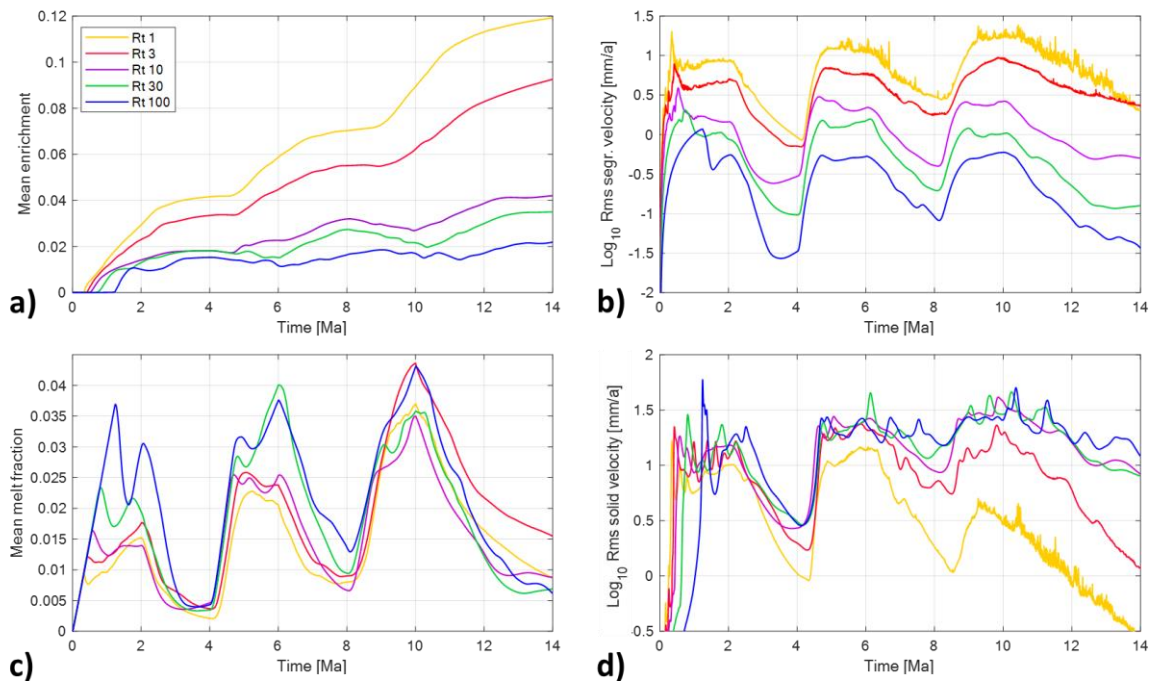 0.12
0.1
0.08
0.06
0.04
0.02
0
Mean enrichment
Rt 1
Rt 3
Rt 10
Rt 30
Rt 100
0 2 4 6 8 10 12 14
Time [Ma]
a)
2
1.5
1
0.5
0
-0.5
-1
-1.5
-2
Log10 Rms segr. velocity [mm/a]
0 2 4 6 8 10 12 14
Time [Ma]
b)
0.04
0.035
0.03
0.025
0.02
0.015
0.01
0.005
0
Mean melt fraction
0 2 4 6 8 10 12 14
Time [Ma]
c)
2
1.5
1
0.5
0
-0.5
Log10 Rms solid velocity [mm/a]
0 2 4 6 8 10 12 14
Time [Ma]
d)